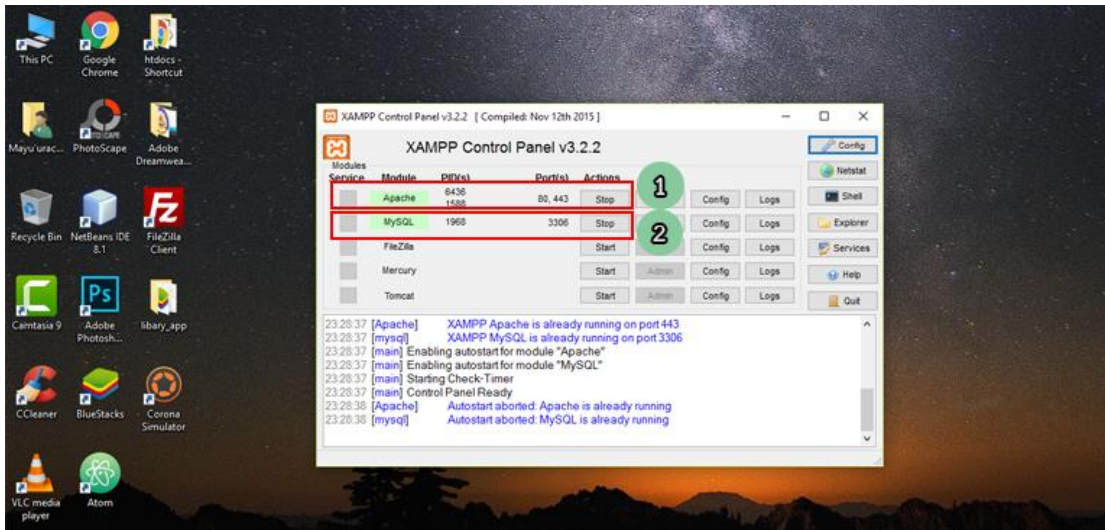 This PC
Google
Chrome
htdocs -
Shortcut
Mayu'urac...
PhotoScape
Adobe
Dreamwea...
Recycle Bin
NetBeans IDE
8.1
FileZilla
Client
Camtasia 9
Adobe
Photosh...
libary_app
CCleaner
BlueStacks
Corona
Simulator
VLC media
player
Atom
XAMPP Control Panel v3.2.2 [ Compiled: Nov 12th 2015 ]
XAMPP Control Panel v3.2.2
Modules
Service Module PID(s) Port(s) Actions
Apache 6436
1588 80, 443 Stop Config Logs
1
MySQL 1968 3306 Stop Config Logs
2
FileZilla Start Config Logs
Mercury Start Admin Config Logs
Tomcat Start Admin Config Logs
Config
Netstat
Shell
Explorer
Services
Help
Quit
23:28:37 [Apache] XAMPP Apache is already running on port 443
23:28:37 [mysql] XAMPP MySQL is already running on port 3306
23:28:37 [main] Enabling autostart for module "Apache"
23:28:37 [main] Enabling autostart for module "MySQL"
23:28:37 [main] Starting Check-Timer
23:28:37 [main] Control Panel Ready
23:28:38 [Apache] Autostart aborted: Apache is already running
23:28:38 [mysql] Autostart aborted: MySQL is already running